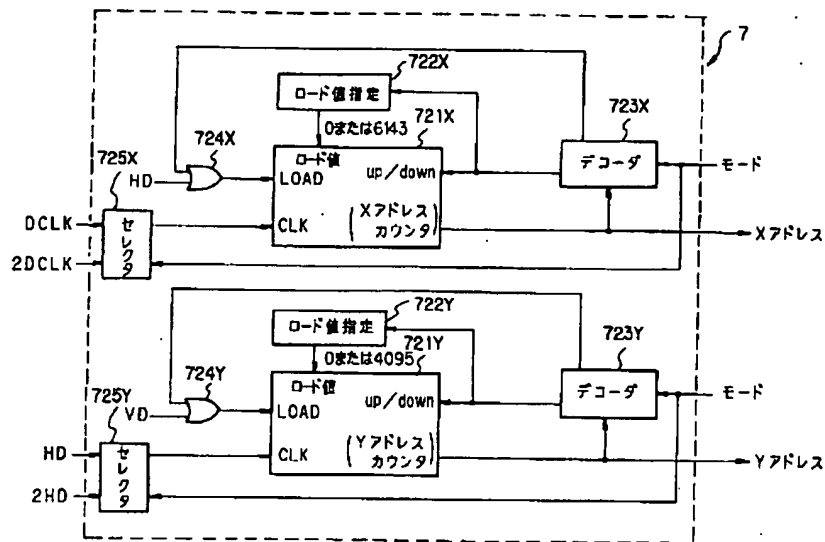 7
722X
ロード値指定
0または6143
721X
723X
725X
724X
ロード値
LOAD
up/down
デコーダ
モード
HD
DCLK
2DCLK
セレクタ
CLK
(Xアドレスカウンタ)
Xアドレス
722Y
ロード値指定
0または4095
721Y
723Y
725Y
724Y
ロード値
LOAD
up/down
デコーダ
モード
VD
HD
2HD
セレクタ
CLK
(Yアドレスカウンタ)
Yアドレス